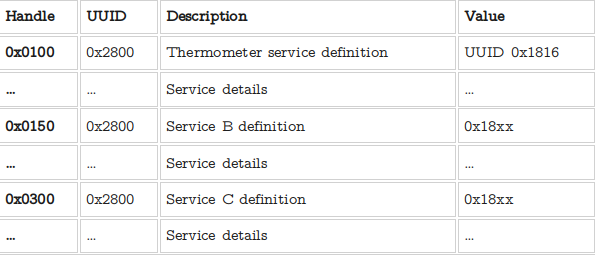 Handle UUID Description Value
0x0100 0x2800 Thermometer service definition UUID 0x1816
... ... Service details ...
0x0150 0x2800 Service B definition 0x18xx
... ... Service details ...
0x0300 0x2800 Service C definition 0x18xx
... ... Service details ...